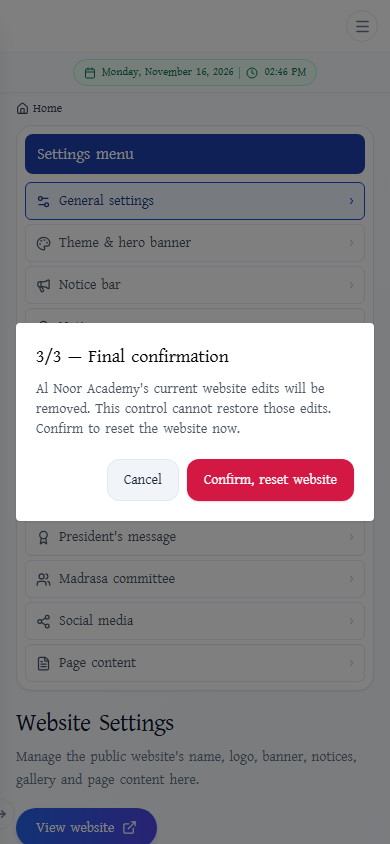 Monday, November 16, 2026 | 02:46 PM
Home
Settings menu
General settings
Theme & hero banner
Notice bar
3/3 — Final confirmation
Al Noor Academy's current website edits will be
removed. This control cannot restore those edits.
Confirm to reset the website now.
Cancel
Confirm, reset website
President's message
Madrasa committee
Social media
Page content
Website Settings
Manage the public website's name, logo, banner, notices,
gallery and page content here.
View website